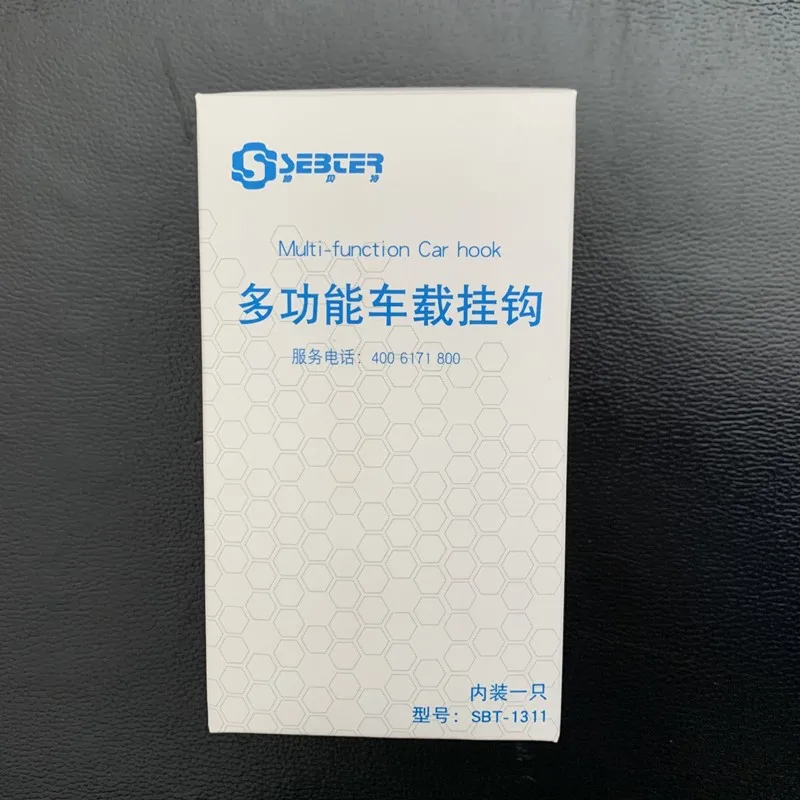 SEBTER
Multi-function Car hook
多功能车载挂钩
服务电话：400 6171 800
内装一只
型号：SBT-1311